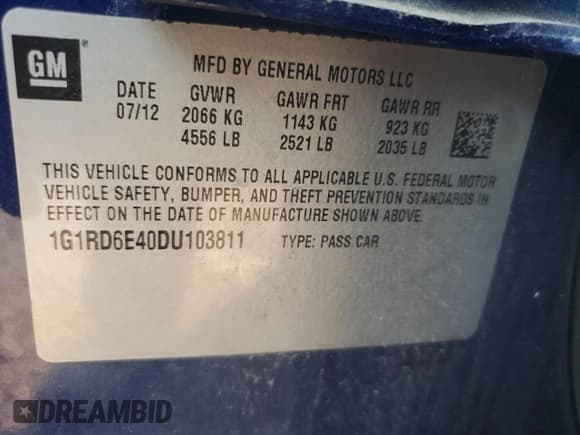 GM ®
MFD BY GENERAL MOTORS LLC
DATE GVWR GAWR FRT GAWR RR
07/12 2066 KG 1143 KG 923 KG
4556 LB 2521 LB 2035 LB
THIS VEHICLE CONFORMS TO ALL APPLICABLE U.S. FEDERAL MOTOR
VEHICLE SAFETY, BUMPER, AND THEFT PREVENTION STANDARDS IN
EFFECT ON THE DATE OF MANUFACTURE SHOWN ABOVE.
1G1RD6E40DU103811 TYPE: PASS CAR
DREAMBID